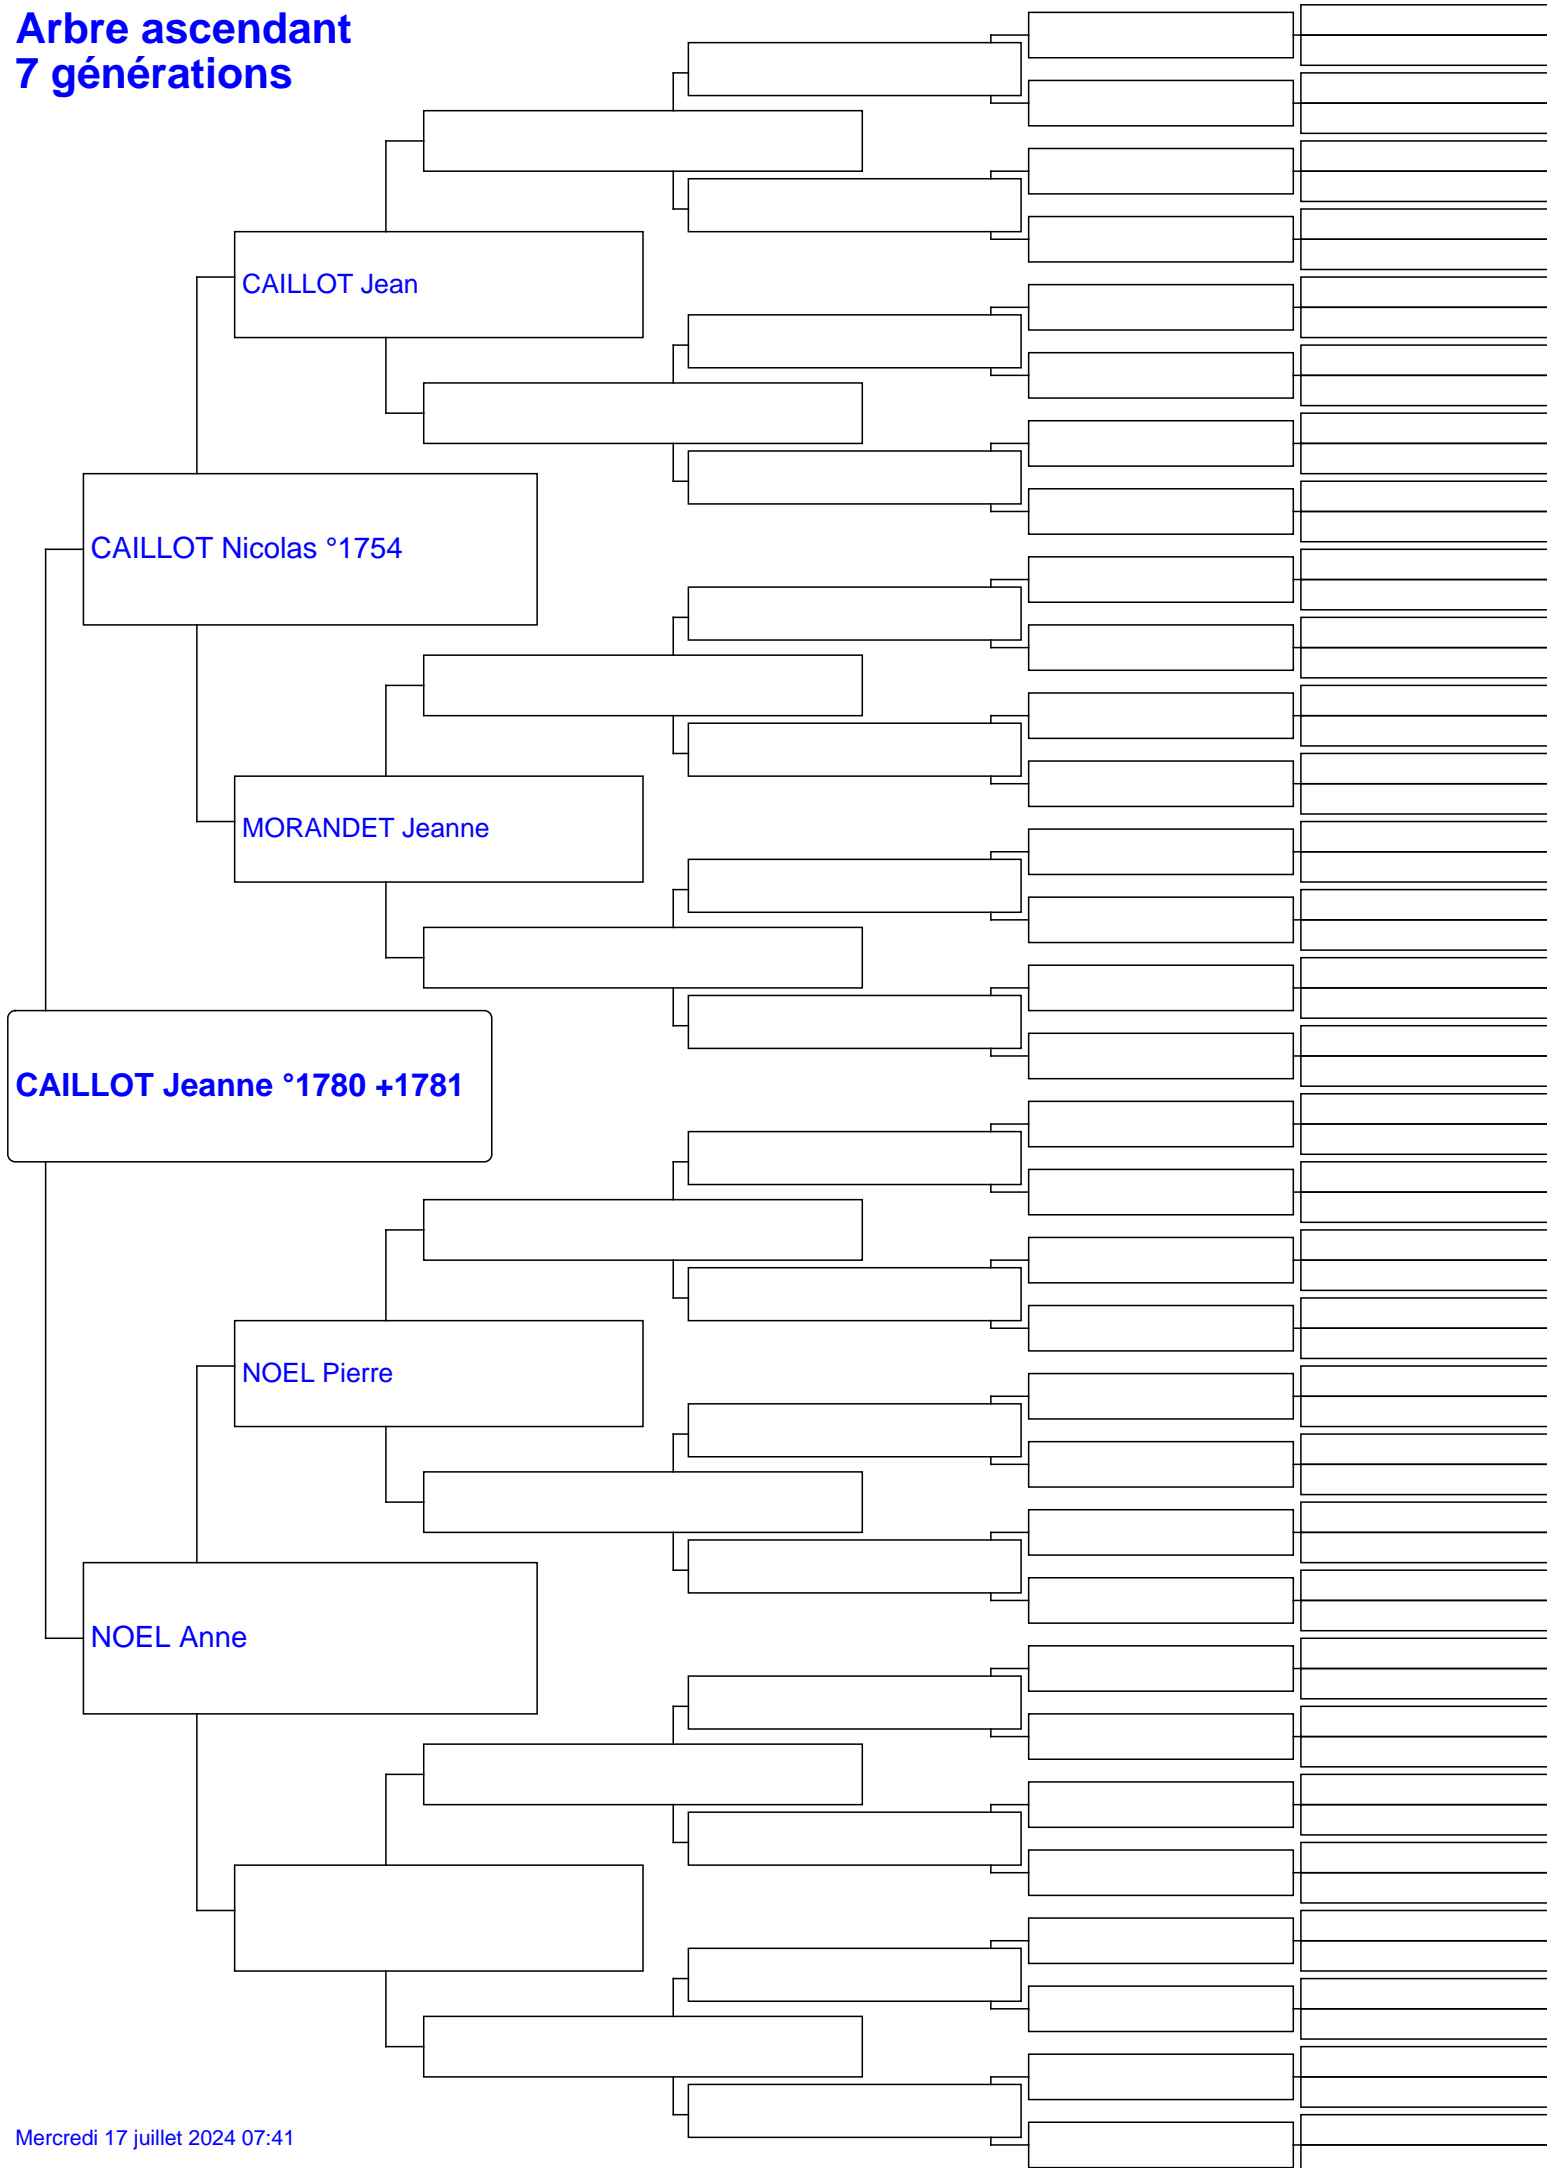 Arbre ascendant
7 générations
CAILLOT Jean
CAILLOT Nicolas °1754
MORANDET Jeanne
CAILLOT Jeanne °1780 +1781
NOEL Pierre
NOEL Anne
Mercredi 17 juillet 2024 07:41